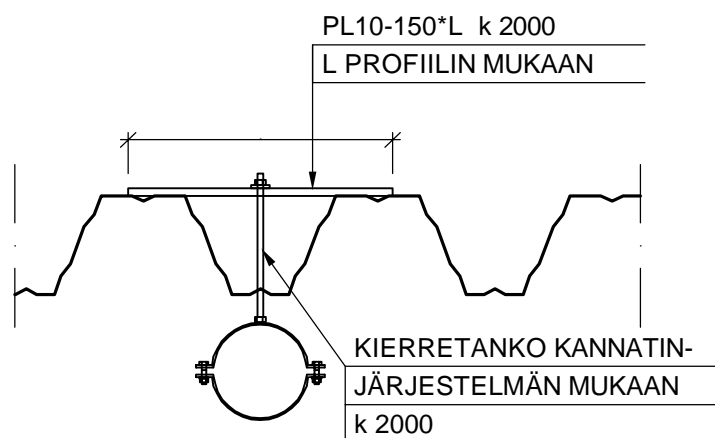 PL10-150*L k 2000
L PROFIILIN MUKAAN
KIERRETANKO KANNATIN-
JÄRJESTELMÄN MUKAAN
k 2000